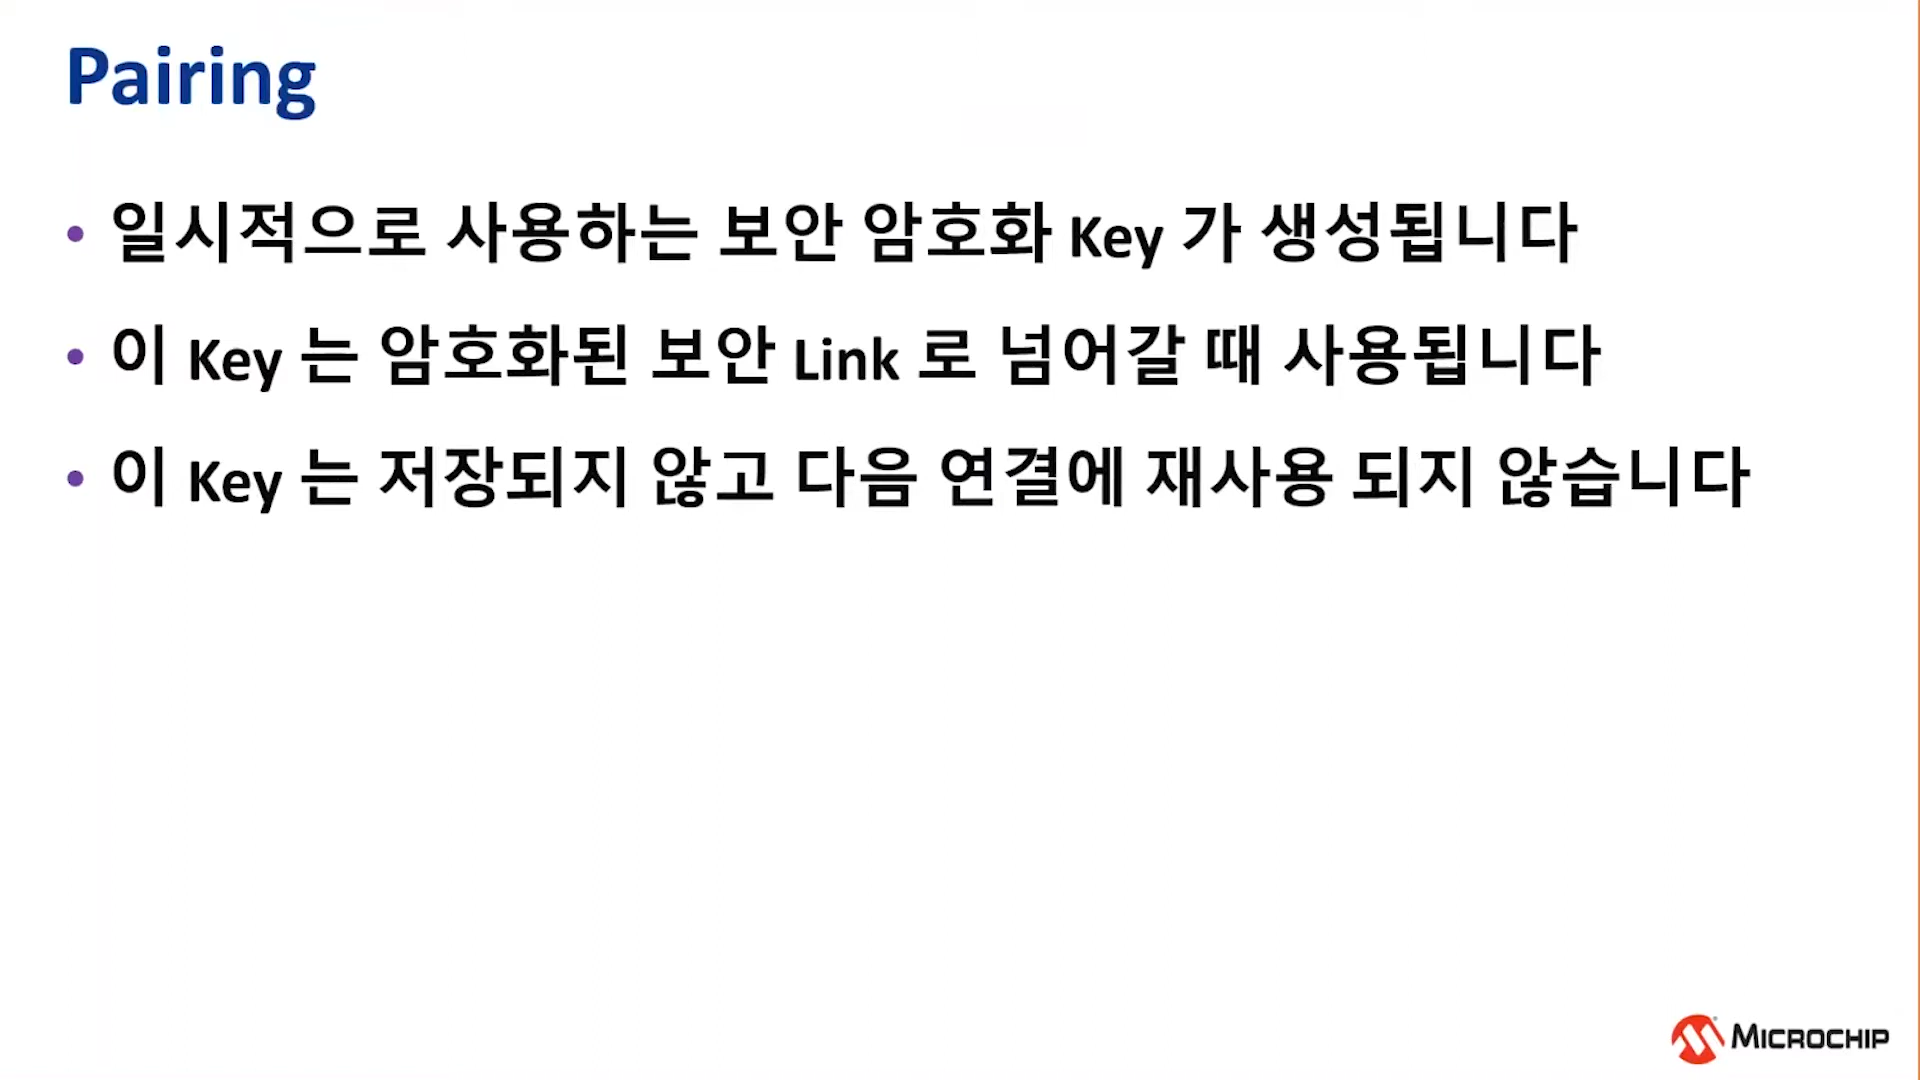 Pairing
• 일시적으로 사용하는 보안 암호화 Key 가 생성됩니다
• 이 Key 는 암호화된 보안 Link 로 넘어갈 때 사용됩니다
• 이 Key 는 저장되지 않고 다음 연결에 재사용 되지 않습니다
MICROCHIP